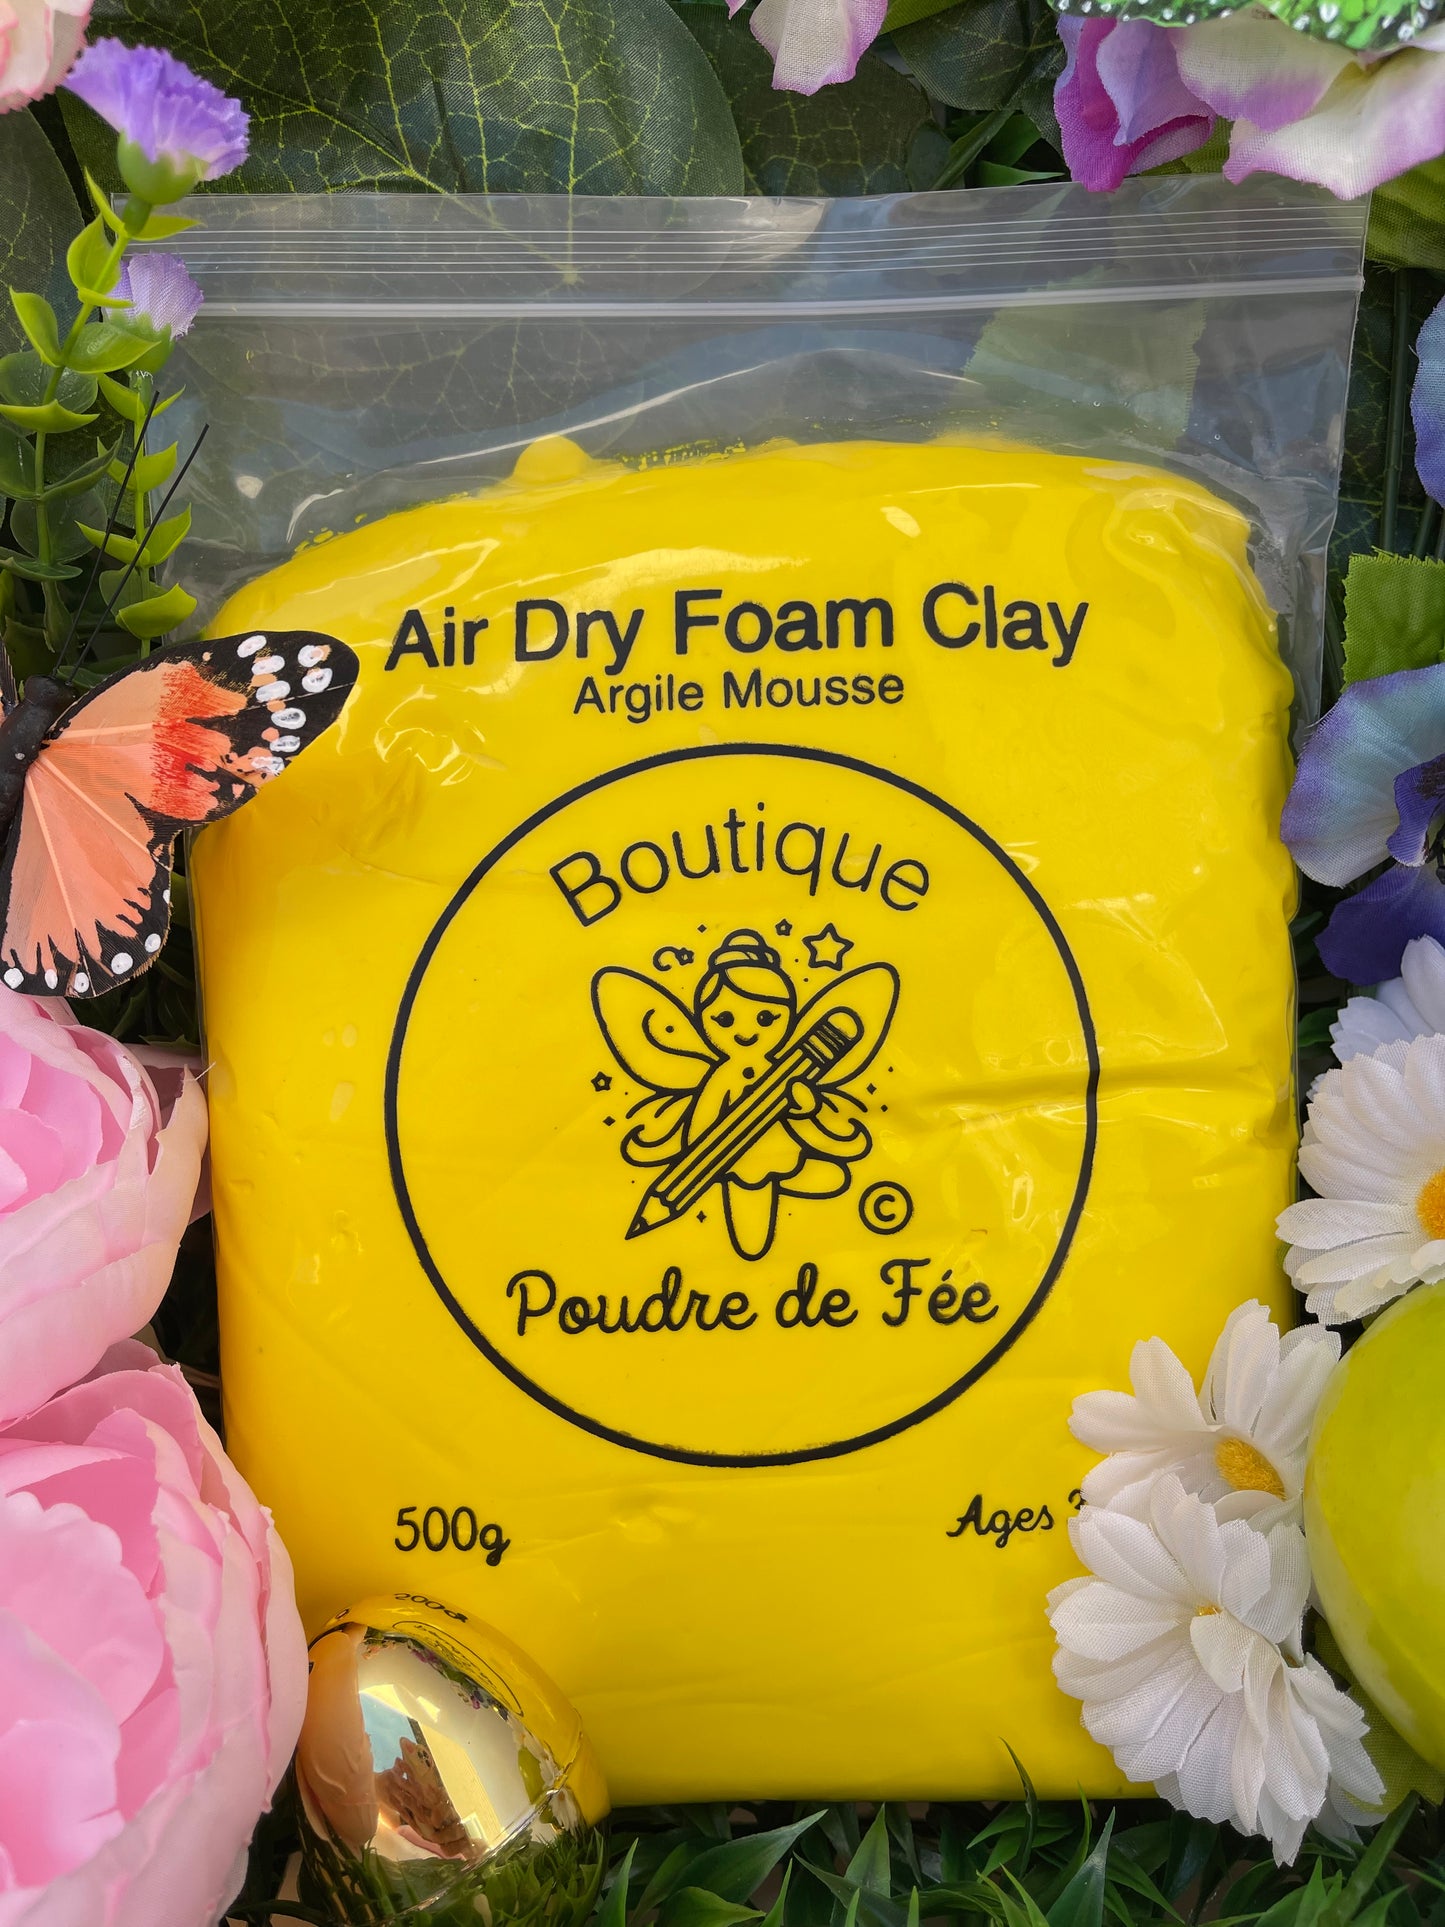 Air Dry Foam Clay
Argile Mousse
Boutique
©
Poudre de Fée
500g
Ages